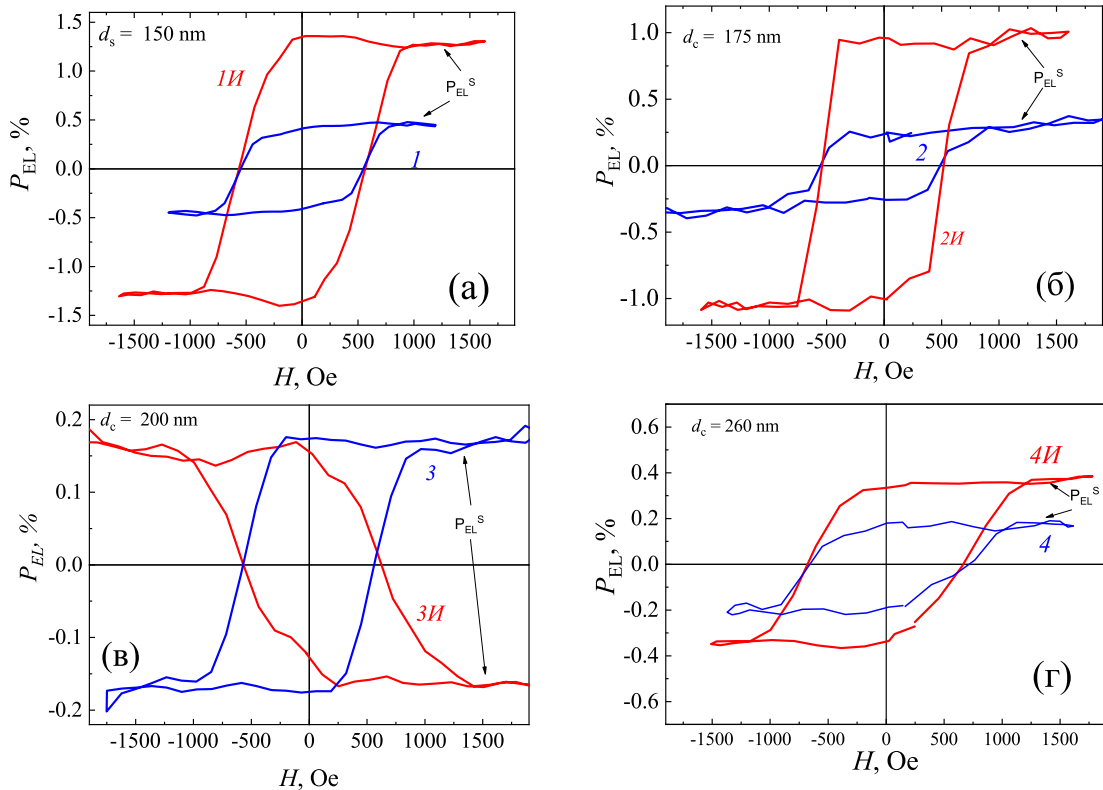 d_s = 150 nm
1.5
1.0
0.5
0.0
-0.5
-1.0
-1.5
P_EL, %
1И
P_EL^S
1
(а)
-1500 -1000 -500 0 500 1000 1500
H, Oe
d_c = 175 nm
1.0
0.5
0.0
-0.5
-1.0
P_EL, %
P_EL^S
2
2И
(б)
-1500 -1000 -500 0 500 1000 1500
H, Oe
d_c = 200 nm
0.2
0.1
0.0
-0.1
-0.2
P_EL, %
3
P_EL^S
3И
(в)
-1500 -1000 -500 0 500 1000 1500
H, Oe
d_c = 260 nm
0.6
0.4
0.2
0.0
-0.2
-0.4
-0.6
P_EL, %
4И
P_EL^S
4
(г)
-1500 -1000 -500 0 500 1000 1500
H, Oe